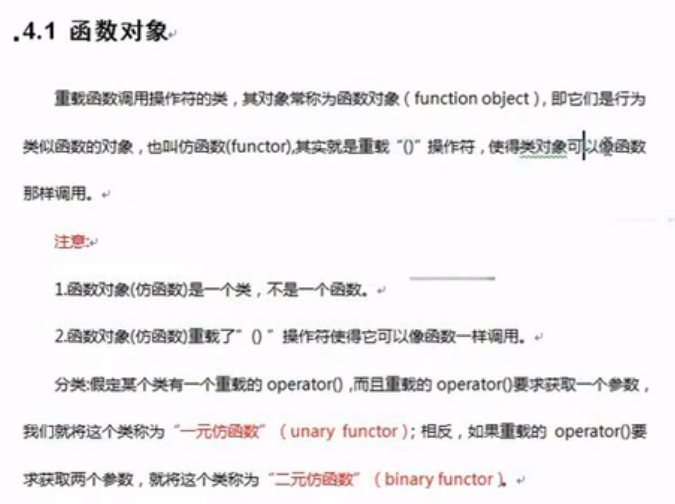 4.1 函数对象
重载函数调用操作符的类，其对象常称为函数对象（function object），即它们是行为
类似函数的对象，也叫仿函数(functor),其实就是重载“()”操作符，使得类对象可以像函数
那样调用。
注意:
1.函数对象(仿函数)是一个类，不是一个函数。
2.函数对象(仿函数)重载了”() ”操作符使得它可以像函数一样调用。
分类:假定某个类有一个重载的 operator() ,而且重载的 operator()要求获取一个参数，
我们就将这个类称为“一元仿函数”（unary functor）；相反，如果重载的 operator()要
求获取两个参数，就将这个类称为“二元仿函数”（binary functor）。